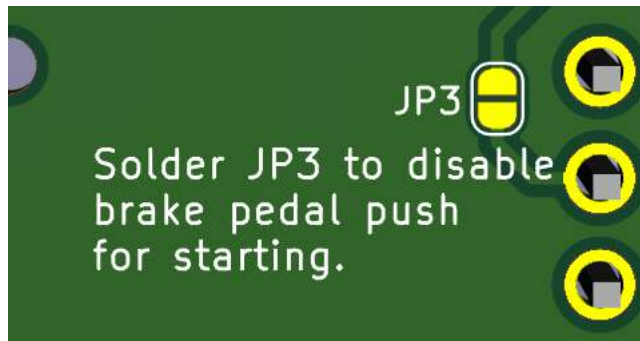 JP3
Solder JP3 to disable
brake pedal push
for starting.